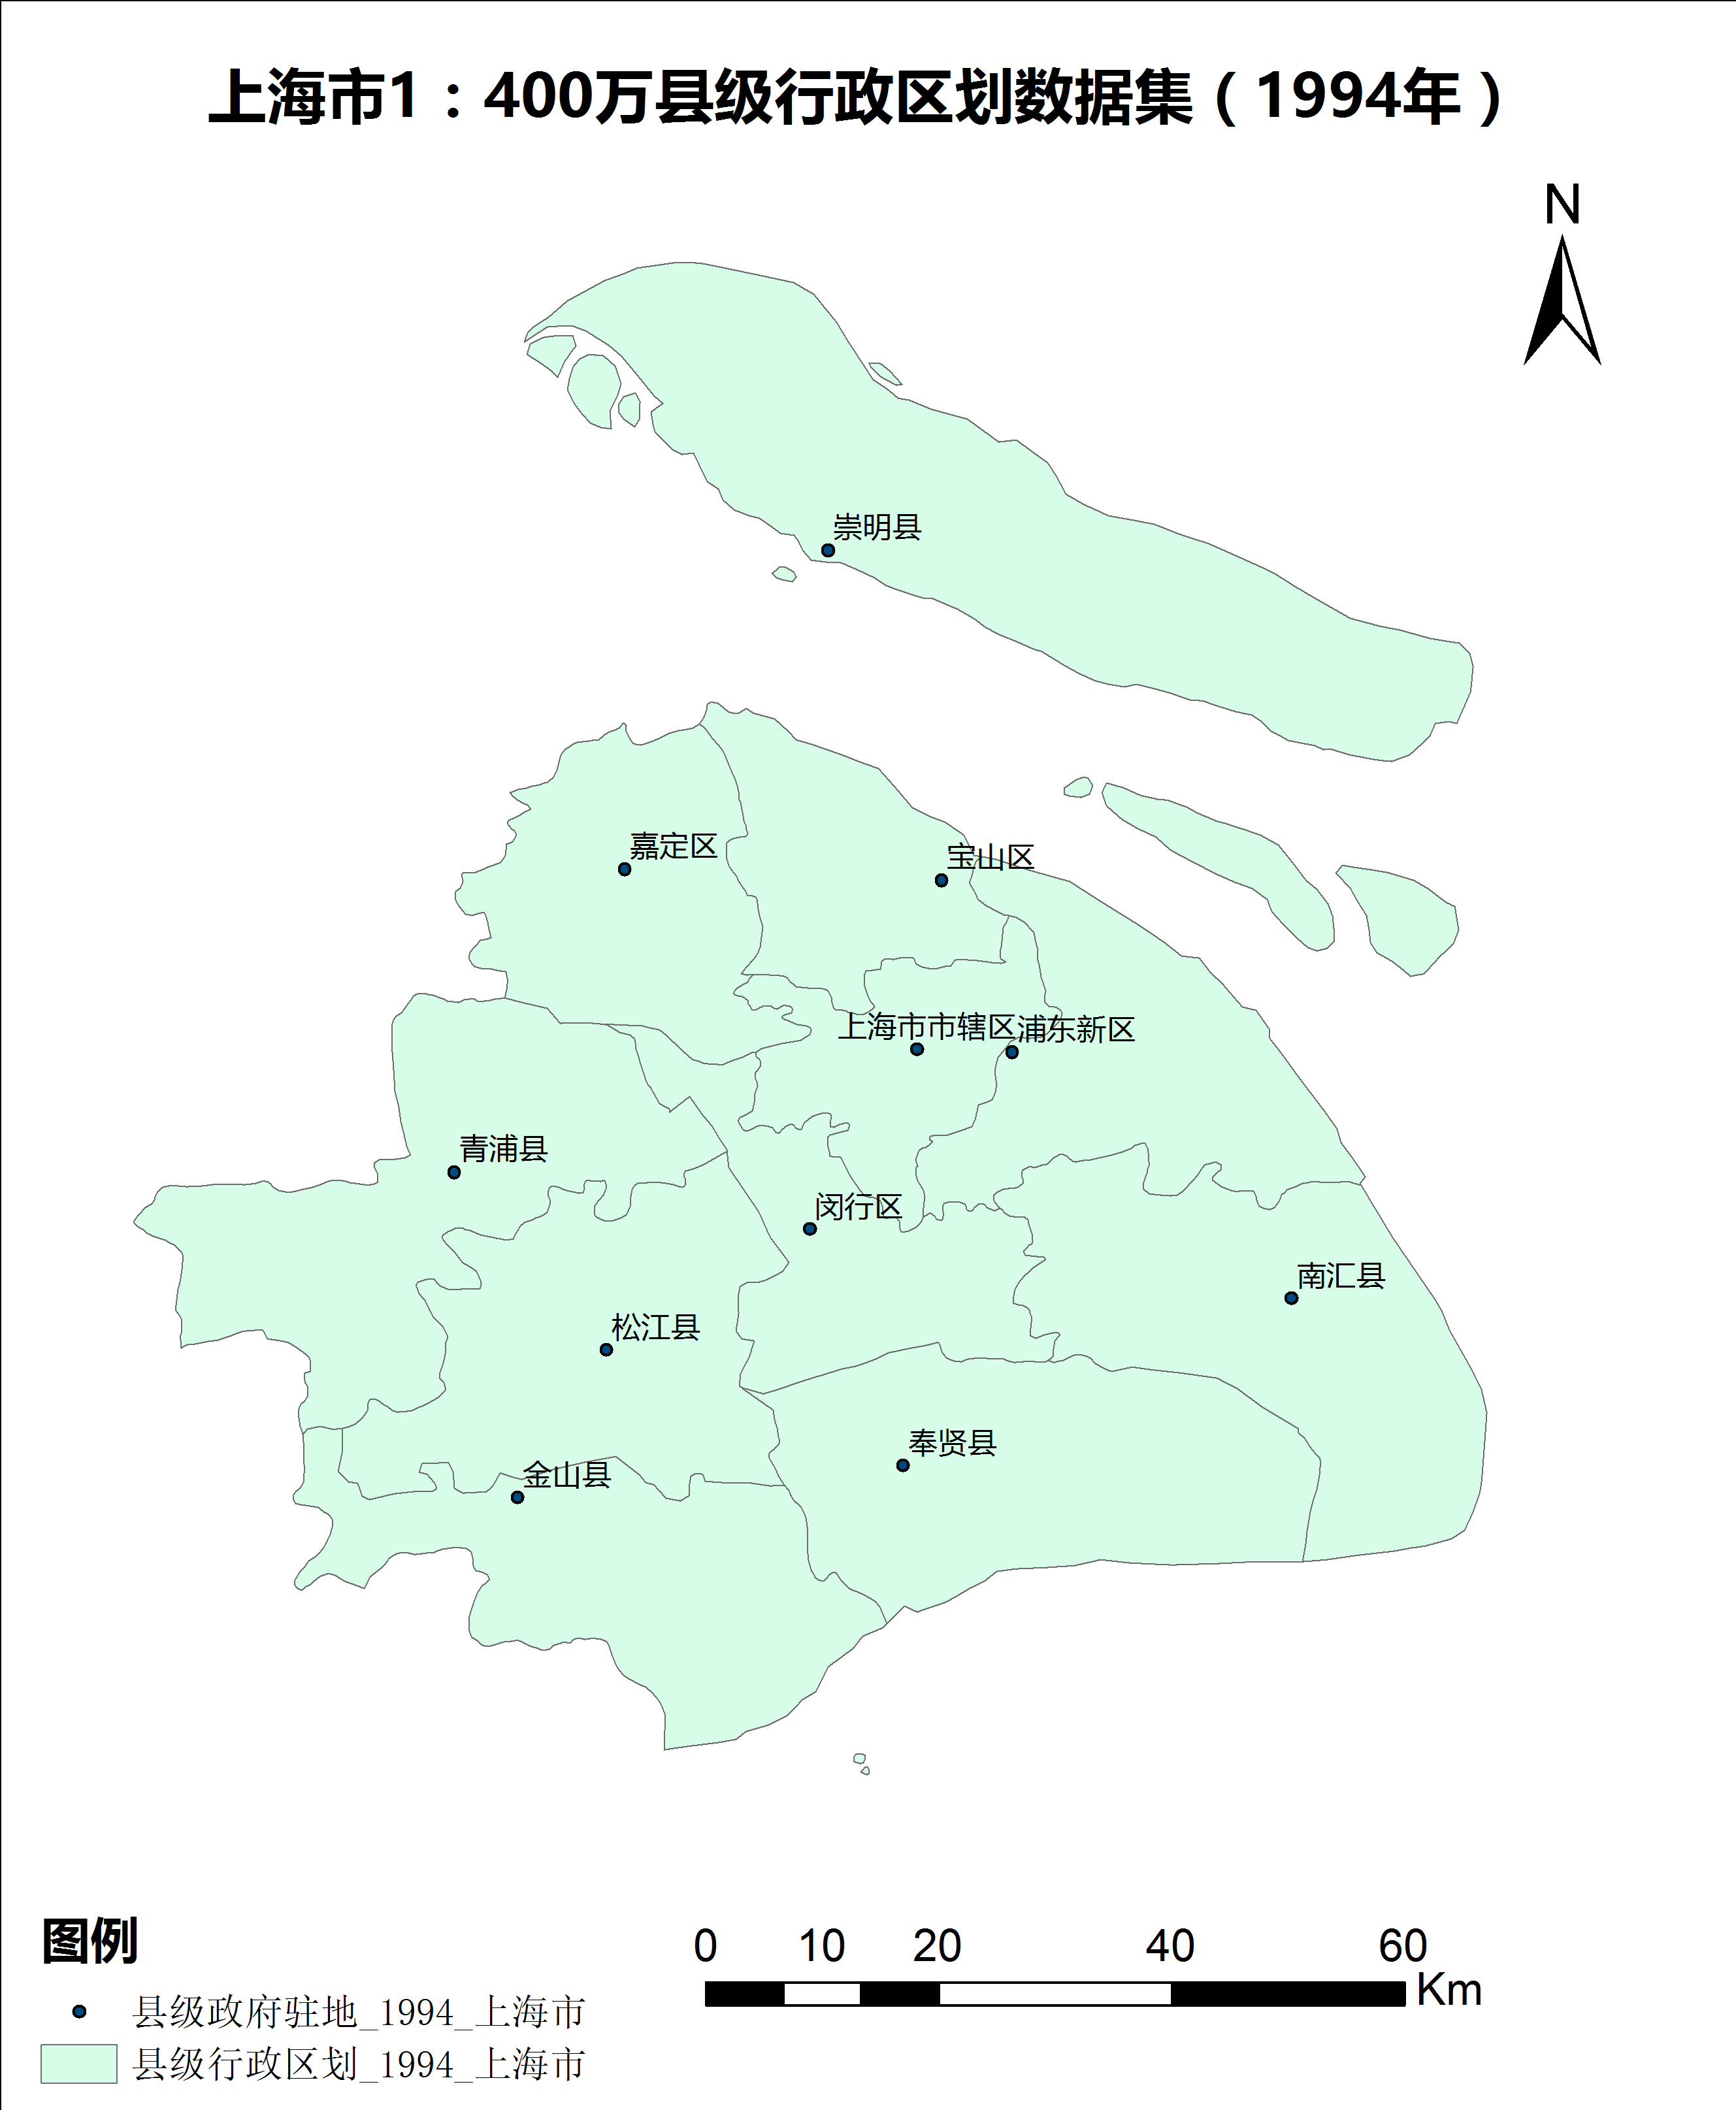 上海市1：400万县级行政区划数据集（1994年）
N
崇明县
嘉定区
宝山区
上海市市辖区
浦东新区
青浦县
闵行区
南汇县
松江县
奉贤县
金山县
图例
县级政府驻地_1994_上海市
县级行政区划_1994_上海市
0 10 20 40 60
Km